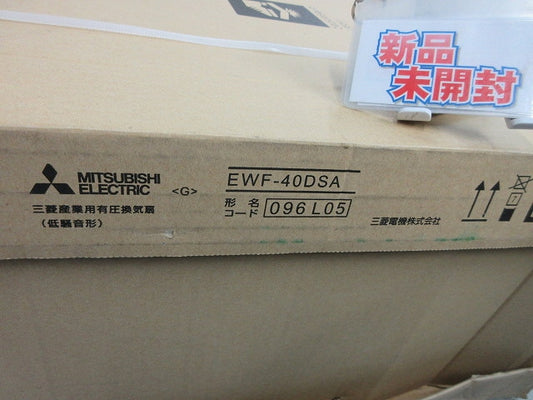 新品
未開封
MITSUBISHI
ELECTRIC
<G>
EWF-40DSA
三菱産業用有圧換気扇
(低騒音形)
形名
コード
096L05
三菱電機株式会社